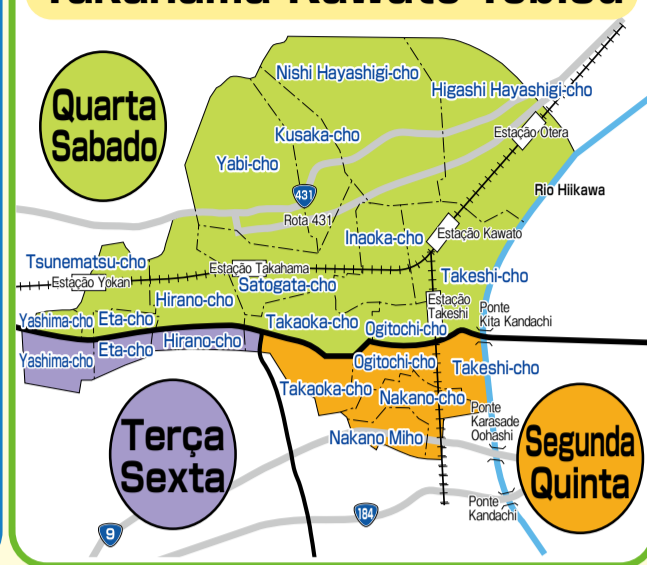 Takahama Kawato Yobisu
Nishi Hayashigi-cho
Higashi Hayashigi-cho
Quarta
Sabado
Kusaka-cho
Estação Otera
Yabi-cho
Rio Hiikawa
431
Rota 431
Inaoka-cho
Estação Kawato
Tsunematsu-cho
Estação Takahama
Takeshi-cho
Estação Yokan
Satogata-cho
Hirano-cho
Estação
Takeshi
Ponte
Kita Kandachi
Yashima-cho
Eta-cho
Takaoka-cho
Ogitochi-cho
Hirano-cho
Eta-cho
Yashima-cho
Ogitochi-cho
Takeshi-cho
Takaoka-cho
Nakano-cho
Ponte
Karasade
Oohashi
Nakano Miho
Terça
Sexta
Segunda
Quinta
Ponte
Kandachi
184
9